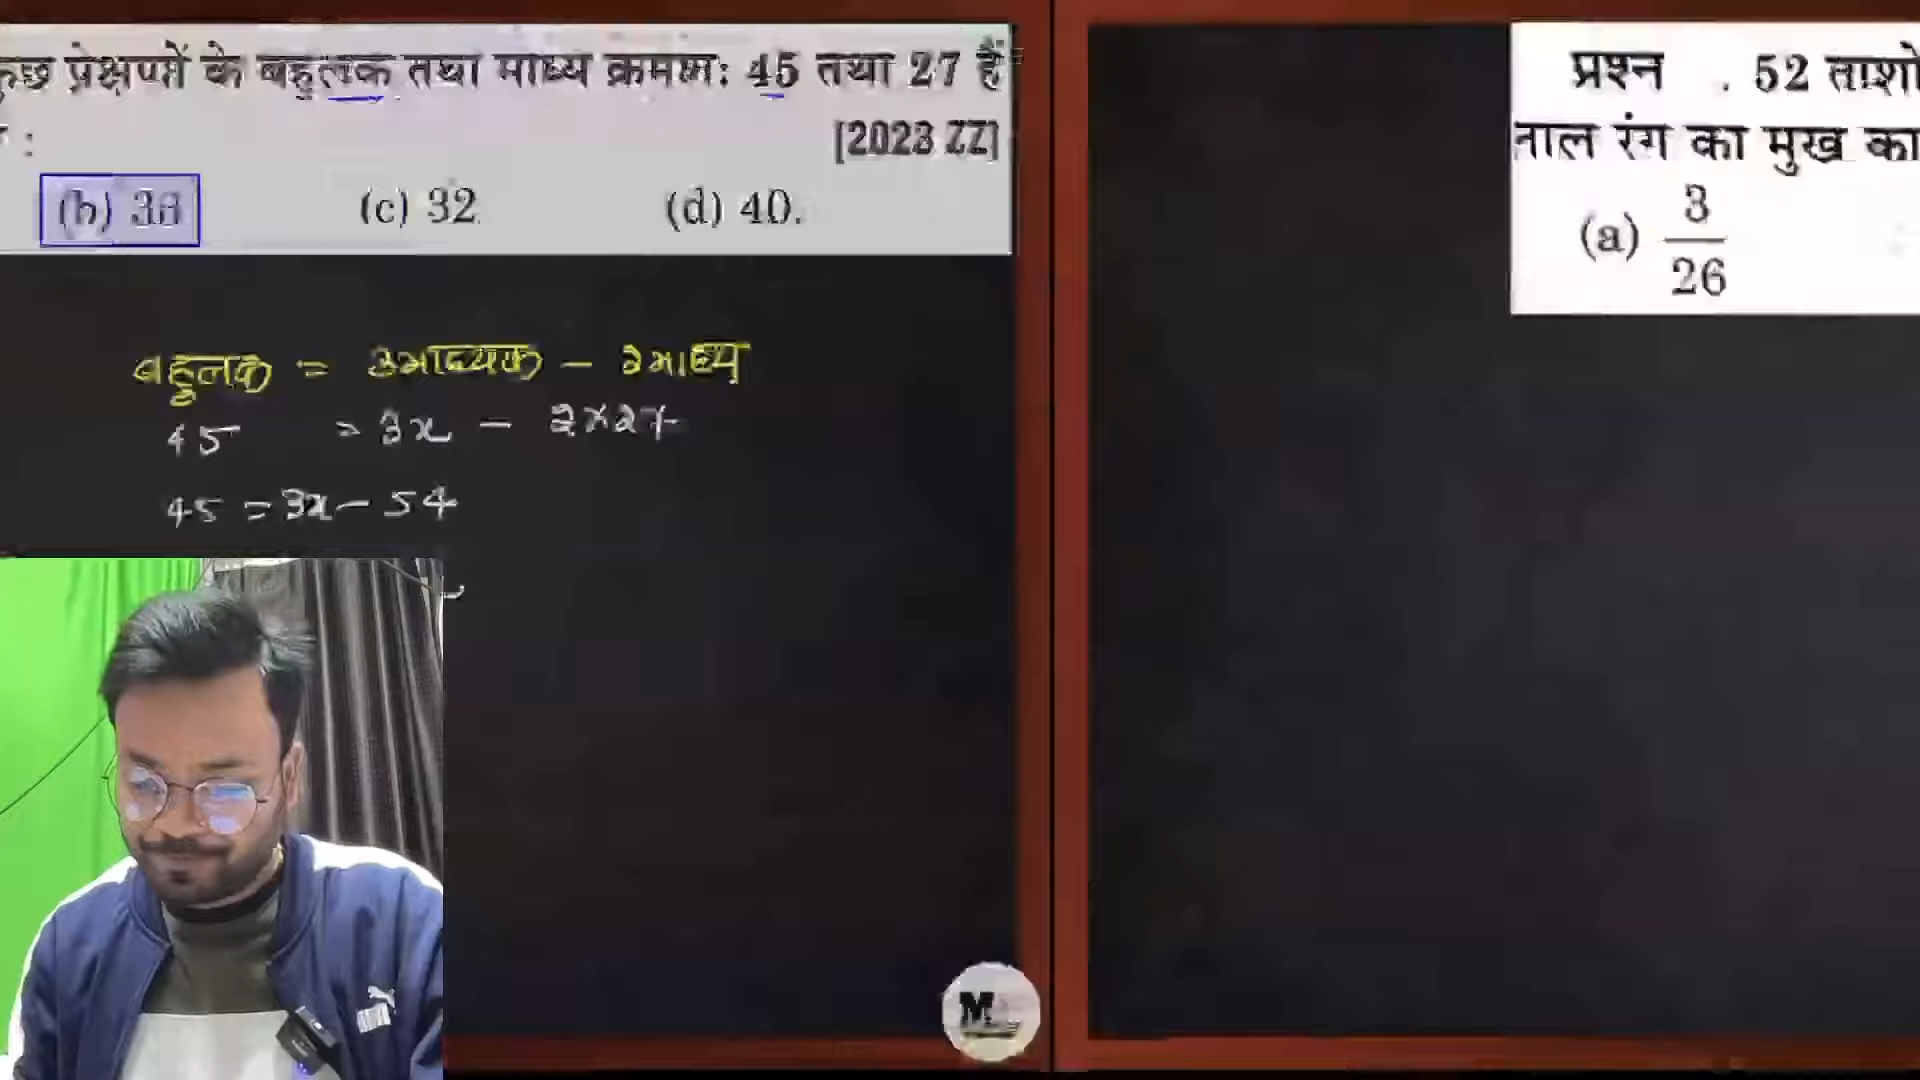 कुछ प्रेक्षणों के बहुलक तथा माध्य क्रमशः 45 तथा 27 हैं
: [2023 ZZ]
(b) 33 (c) 32 (d) 40.
बहुलक = 3माध्यक - 2माध्य
45 = 3x - 2×27
45 = 3x - 54
M
प्रश्न . 52 ताशो
लाल रंग का मुख का
(a) 3/26